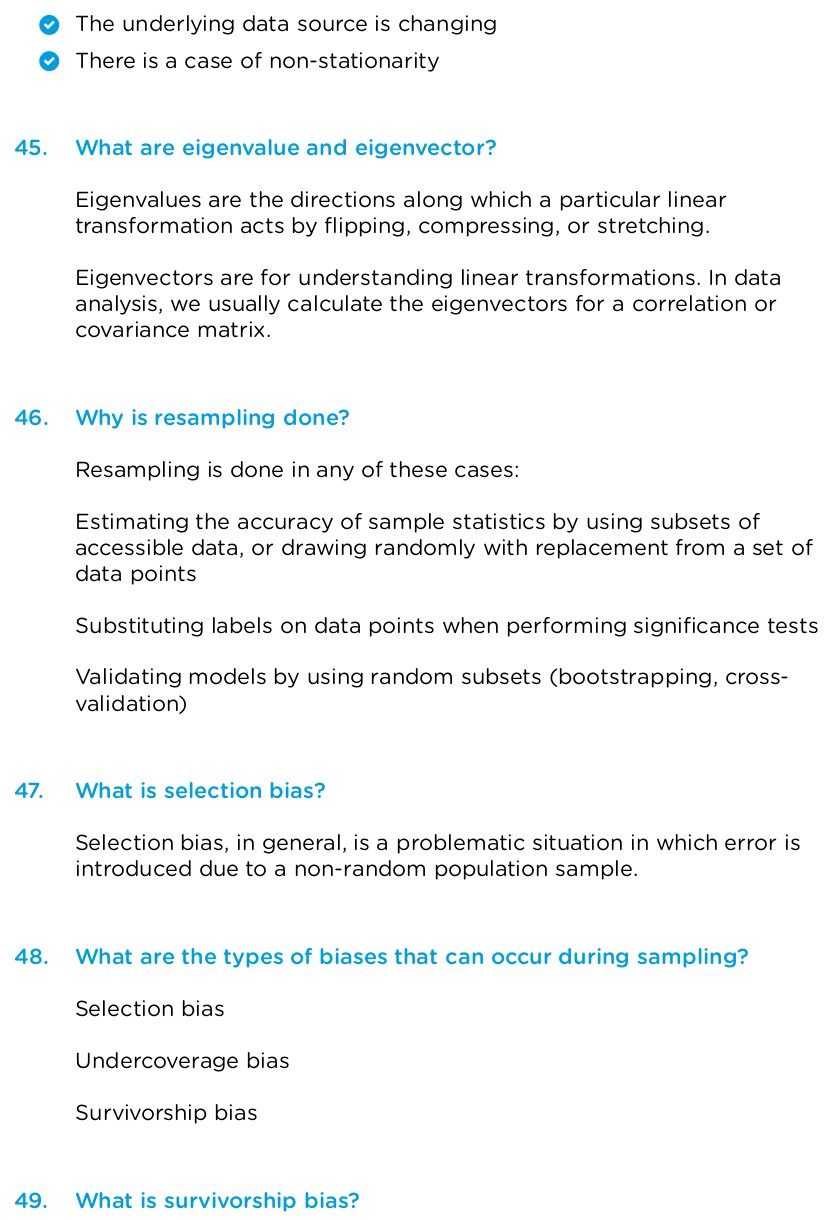 The underlying data source is changing
There is a case of non-stationarity
45. What are eigenvalue and eigenvector?
Eigenvalues are the directions along which a particular linear
transformation acts by flipping, compressing, or stretching.
Eigenvectors are for understanding linear transformations. In data
analysis, we usually calculate the eigenvectors for a correlation or
covariance matrix.
46. Why is resampling done?
Resampling is done in any of these cases:
Estimating the accuracy of sample statistics by using subsets of
accessible data, or drawing randomly with replacement from a set of
data points
Substituting labels on data points when performing significance tests
Validating models by using random subsets (bootstrapping, cross-
validation)
47. What is selection bias?
Selection bias, in general, is a problematic situation in which error is
introduced due to a non-random population sample.
48. What are the types of biases that can occur during sampling?
Selection bias
Undercoverage bias
Survivorship bias
49. What is survivorship bias?